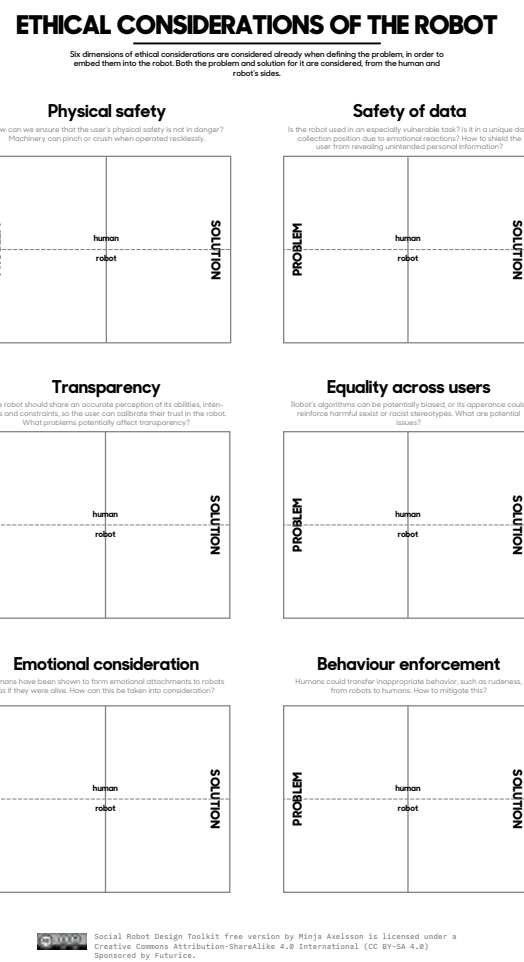 ETHICAL CONSIDERATIONS OF THE ROBOT
Six dimensions of ethical considerations are considered already when defining the problem, in order to
embed them into the robot. Both the problem and solution for it are considered, from the human and
robot's sides.
Physical safety
w can we ensure that the user's physical safety is not in danger?
Machinery can pinch or crush when operated recklessly.
human
robot
SOLUTION
Safety of data
Is the robot used in an especially vulnerable task? Is it in a unique da
collection position due to emotional reactions? How to shield the
user from revealing unintended personal information?
PROBLEM
human
robot
SOLUTION
Transparency
robot should share an accurate perception of its abilities, inten-
s and constraints, so the user can calibrate their trust in the robot.
What problems potentially affect transparency?
human
robot
SOLUTION
Equality across users
Robot's algorithms can be potentially biased, or its apperance could
reinforce harmful sexist or racist stereotypes. What are potential
issues?
PROBLEM
human
robot
SOLUTION
Emotional consideration
mans have been shown to form emotional attachments to robots
as if they were alive. How can this be taken into consideration?
human
robot
SOLUTION
Behaviour enforcement
Humans could transfer inappropriate behavior, such as rudeness,
from robots to humans. How to mitigate this?
PROBLEM
human
robot
SOLUTION
Social Robot Design Toolkit free version by Minja Axelsson is licensed under a
Creative Commons Attribution-ShareAlike 4.0 International (CC BY-SA 4.0)
Sponsored by Futurice.